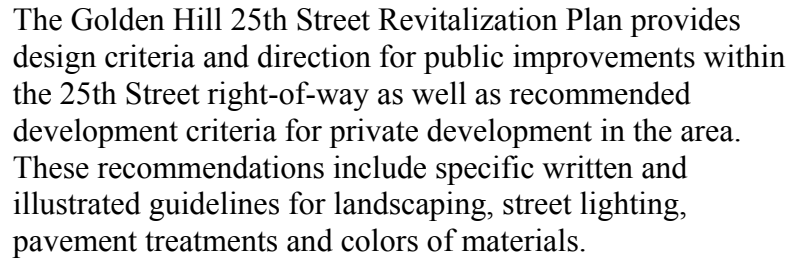 The Golden Hill 25th Street Revitalization Plan provides
design criteria and direction for public improvements within
the 25th Street right-of-way as well as recommended
development criteria for private development in the area.
These recommendations include specific written and
illustrated guidelines for landscaping, street lighting,
pavement treatments and colors of materials.